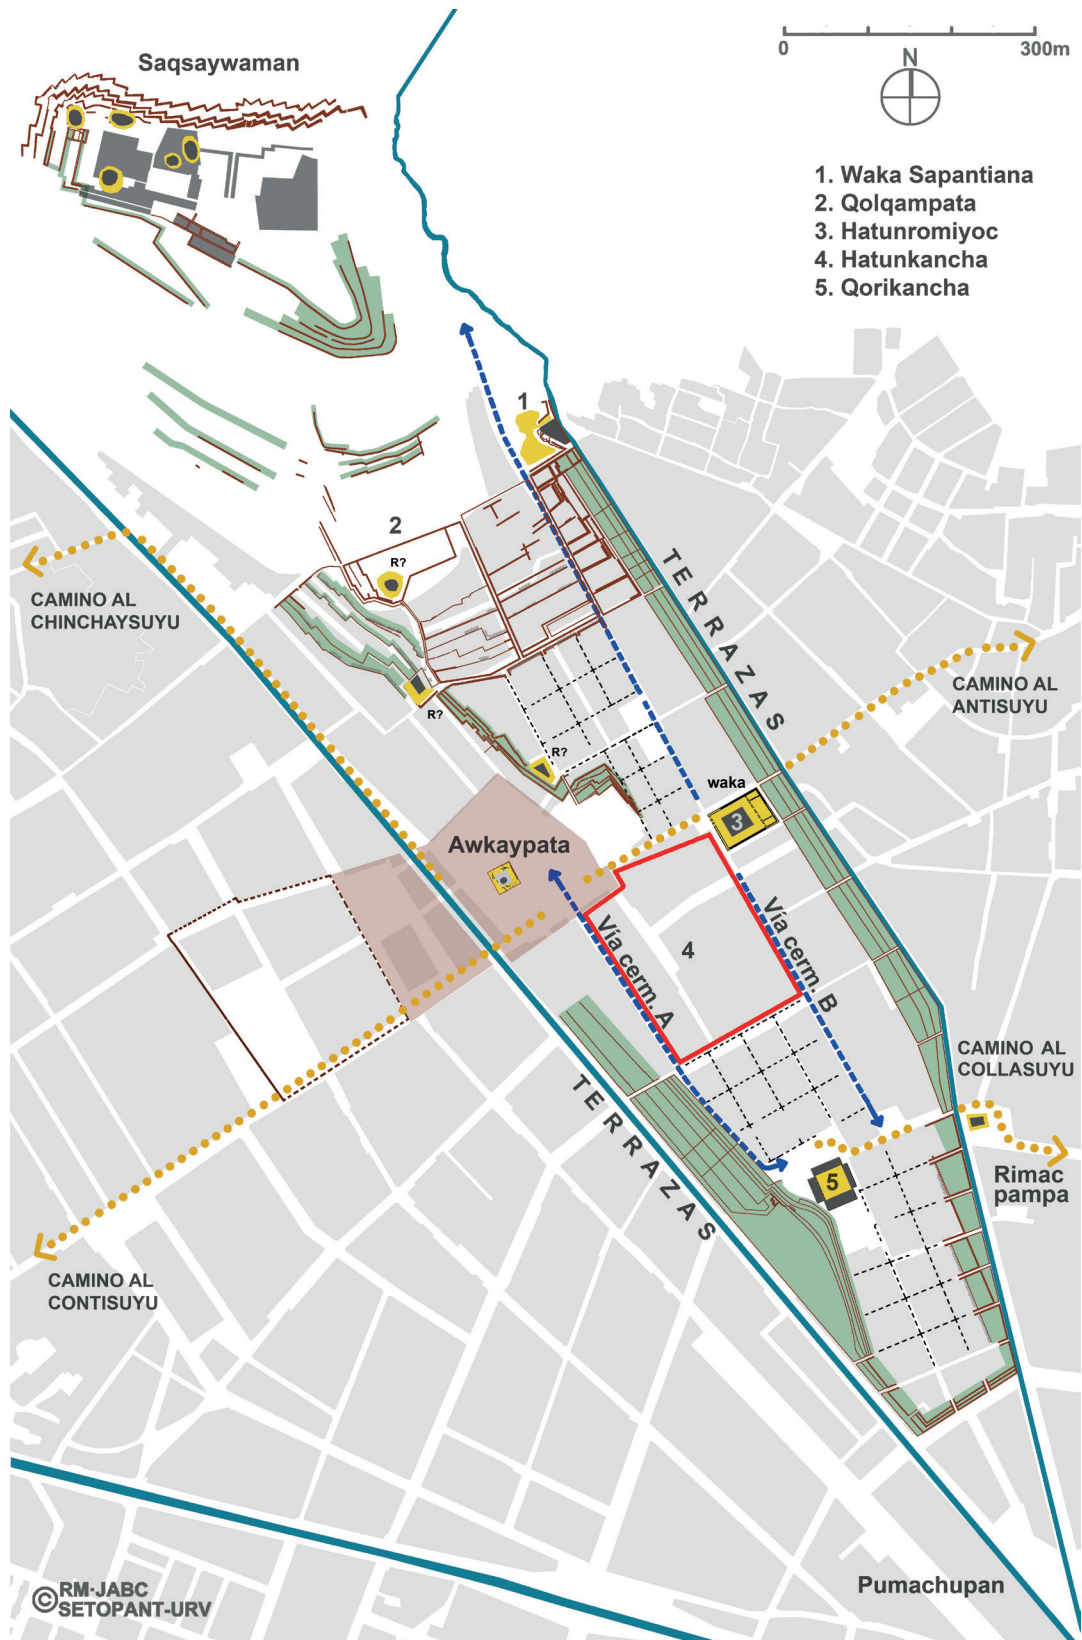 Saqsaywaman
0
300m
N
1. Waka Sapantiana
2. Qolqampata
3. Hatunromiyoc
4. Hatunkancha
5. Qorikancha
1
2
R?
CAMINO AL
CHINCHAYSUYU
TERRAZAS
CAMINO AL
ANTISUYU
R?
R?
waka
3
Awkaypata
4
Vía cerm. A
Vía cerm. B
CAMINO AL
COLLASUYU
TERRAZAS
5
Rimac
pampa
CAMINO AL
CONTISUYU
Pumachupan
©RM-JABC
SETOPANT-URV